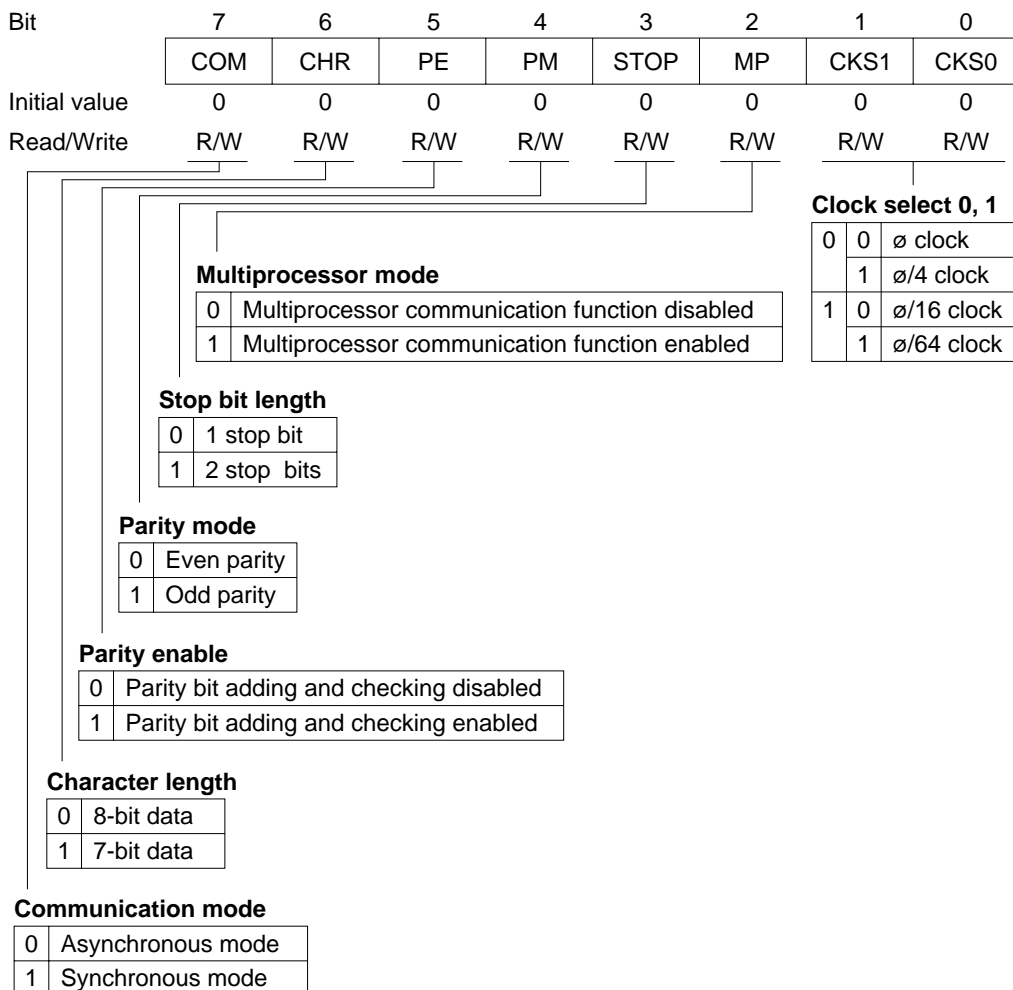 Bit 7 6 5 4 3 2 1 0
COM CHR PE PM STOP MP CKS1 CKS0
Initial value 0 0 0 0 0 0 0 0
Read/Write R/W R/W R/W R/W R/W R/W R/W R/W
Clock select 0, 1
0 0 ø clock
1 ø/4 clock
1 0 ø/16 clock
1 ø/64 clock
Multiprocessor mode
0 Multiprocessor communication function disabled
1 Multiprocessor communication function enabled
Stop bit length
0 1 stop bit
1 2 stop bits
Parity mode
0 Even parity
1 Odd parity
Parity enable
0 Parity bit adding and checking disabled
1 Parity bit adding and checking enabled
Character length
0 8-bit data
1 7-bit data
Communication mode
0 Asynchronous mode
1 Synchronous mode